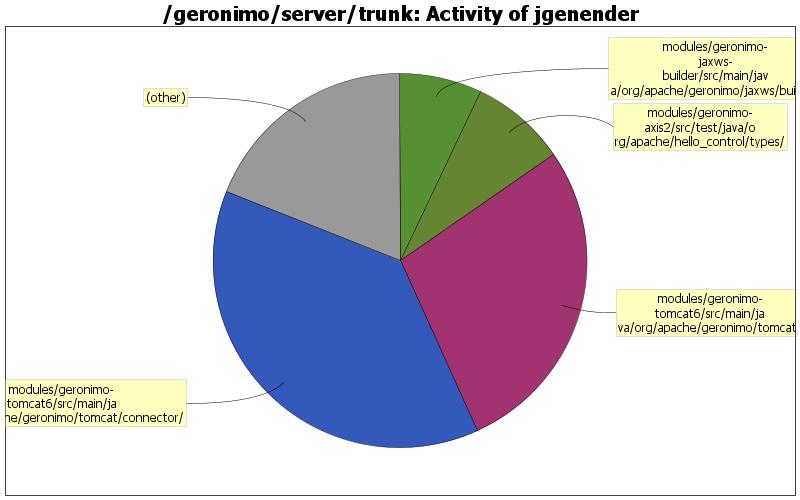 /geronimo/server/trunk: Activity of jgenender
modules/geronimo-
jaxws-
builder/src/main/jav
a/org/apache/geronimo/jaxws/bui
(other)
modules/geronimo-
axis2/src/test/java/o
rg/apache/hello_control/types/
modules/geronimo-
tomcat6/src/main/ja
va/org/apache/geronimo/tomcat
modules/geronimo-
tomcat6/src/main/ja
he/geronimo/tomcat/connector/